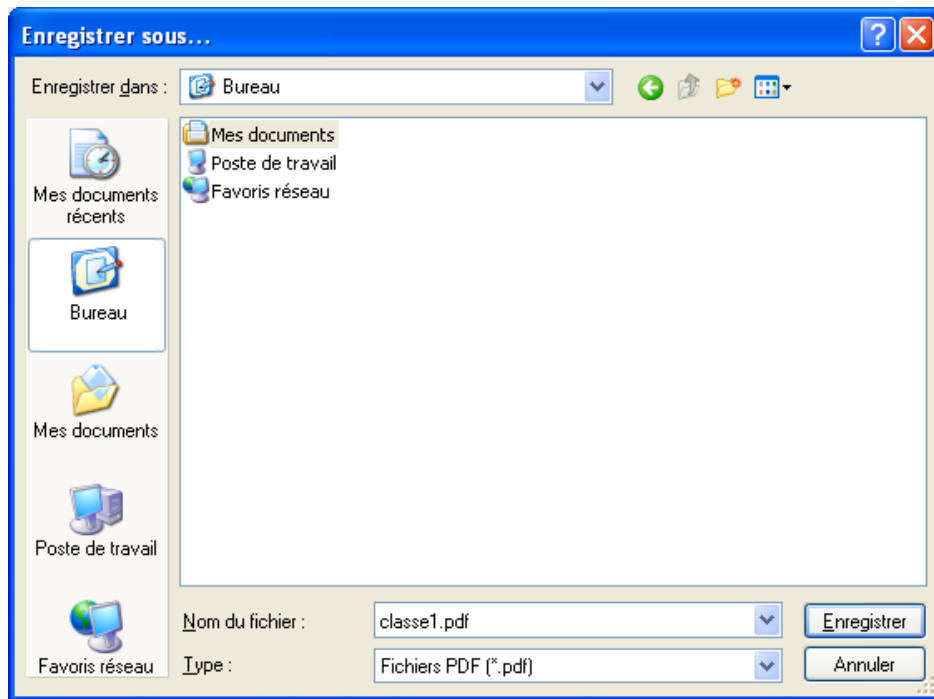 Enregistrer sous...
Enregistrer dans :
Bureau
Mes documents
récents
Bureau
Mes documents
Poste de travail
Favoris réseau
Mes documents
Poste de travail
Favoris réseau
Nom du fichier :
classe1.pdf
Enregistrer
Type :
Fichiers PDF (*.pdf)
Annuler